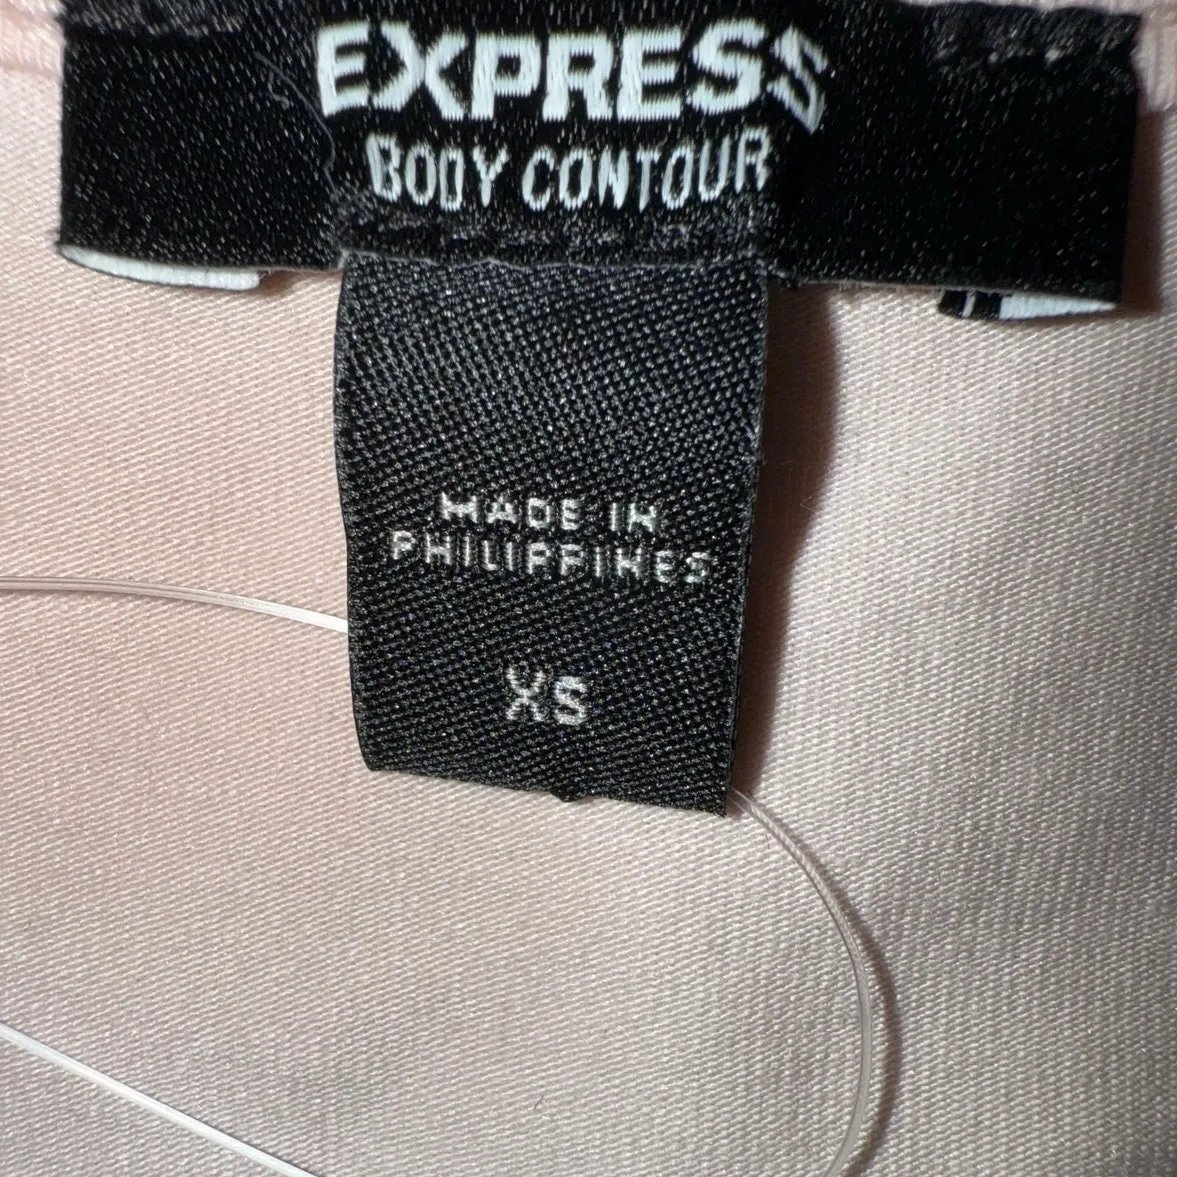 EXPRESS
BODY CONTOUR
MADE IN
PHILIPPINES
XS